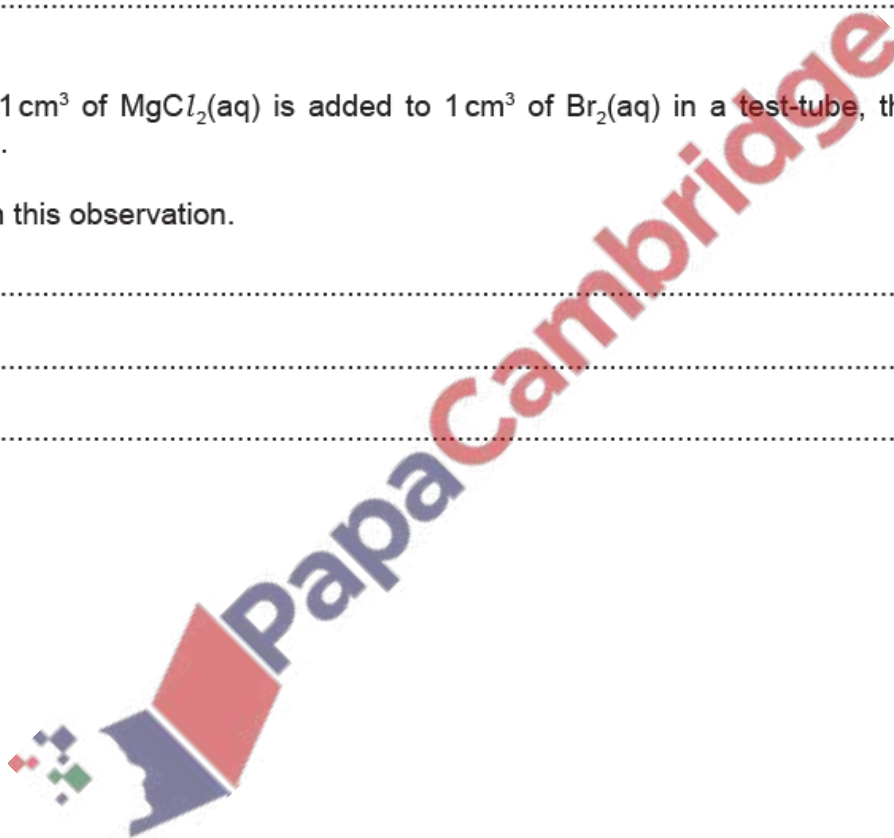 1 cm³ of MgCl₂(aq) is added to 1 cm³ of Br₂(aq) in a test-tube,
.
this observation.
PapaCambridge